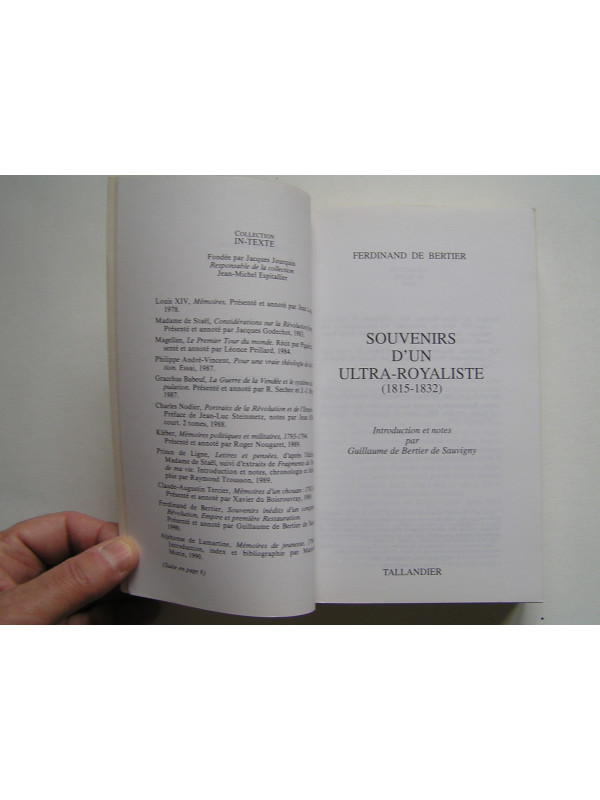 COLLECTION
IN-TEXTE
Fondée par Jacques Jourquin
Responsable de la collection
Jean-Michel Espitallier
Louis XIV, Mémoires. Présenté et annoté par Jean
1978.
Madame de Staël, Considérations sur la Révolution
Présenté et annoté par Jacques Godechot, 1983.
Magellan, Le Premier Tour du monde. Récit par
senté et annoté par Léonce Peillard, 1984.
Philippe André-Vincent, Pour une vraie théologie de la
tion. Essai, 1987.
Gracchus Babeuf, La Guerre de la Vendée et le système de
pulation. Présenté et annoté par R. Secher et J.-J.
1987.
Charles Nodier, Portraits de la Révolution et de l'Empire
Préface de Jean-Luc Steinmetz, notes par Jean
court. 2 tomes, 1988.
Kléber, Mémoires politiques et militaires, 1793-1794.
Présenté et annoté par Roger Nougaret, 1989.
Prince de Ligne, Lettres et pensées, d'après
Madame de Staël, suivi d'extraits de Fragments de
de ma vie. Introduction et notes, chronologie et
plus par Raymond Trousson, 1989.
Claude-Augustin Tercier, Mémoires d'un chouan
Présenté et annoté par Xavier du Boisrouvray,
Ferdinand de Bertier, Souvenirs inédits d'un
Révolution, Empire et première Restauration.
Présenté et annoté par Guillaume de Bertier de
1990.
Alphonse de Lamartine, Mémoires de jeunesse,
Introduction, index et bibliographie par
Morin, 1990.
(Suite en page 6)
FERDINAND DE BERTIER
SOUVENIRS
D'UN
ULTRA-ROYALISTE
(1815-1832)
Introduction et notes
par
Guillaume de Bertier de Sauvigny
TALLANDIER